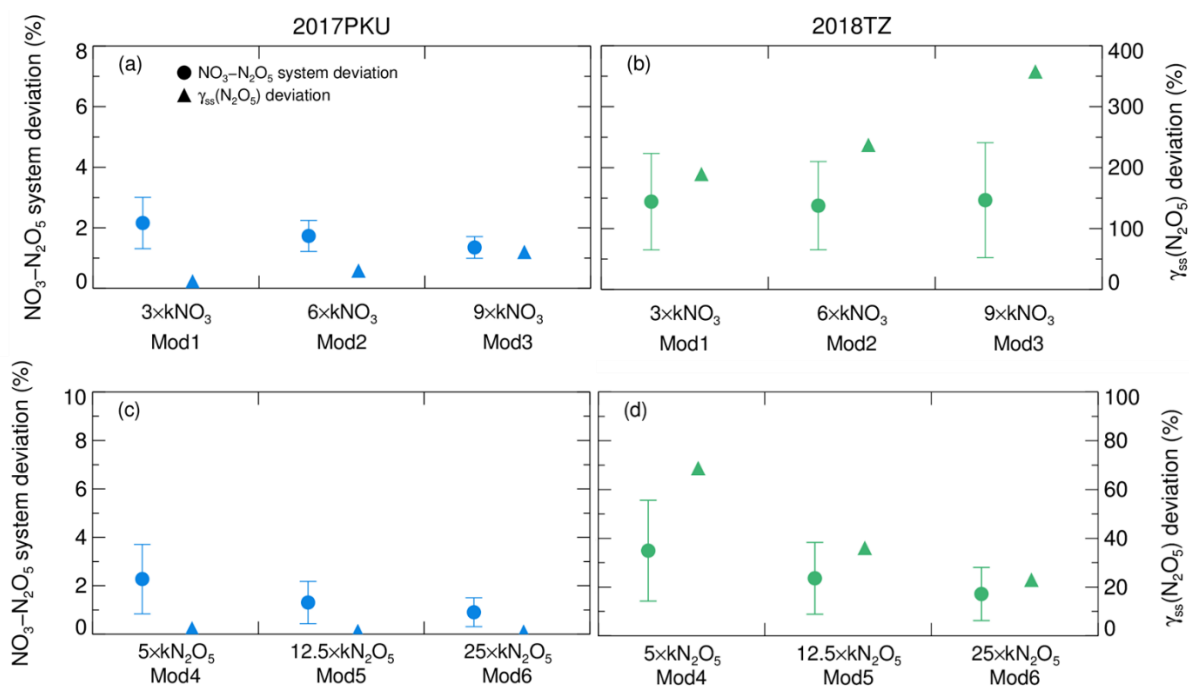 2017PKU
2018TZ
NO₃–N₂O₅ system deviation (%)
8
6
4
2
0
(a)
NO₃–N₂O₅ system deviation
γss(N₂O₅) deviation
3×kNO₃
6×kNO₃
9×kNO₃
Mod1
Mod2
Mod3
(b)
400
300
200
100
0
γss(N₂O₅) deviation (%)
3×kNO₃
6×kNO₃
9×kNO₃
Mod1
Mod2
Mod3
NO₃–N₂O₅ system deviation (%)
10
8
6
4
2
0
(c)
5×kN₂O₅
12.5×kN₂O₅
25×kN₂O₅
Mod4
Mod5
Mod6
(d)
100
80
60
40
20
0
γss(N₂O₅) deviation (%)
5×kN₂O₅
12.5×kN₂O₅
25×kN₂O₅
Mod4
Mod5
Mod6